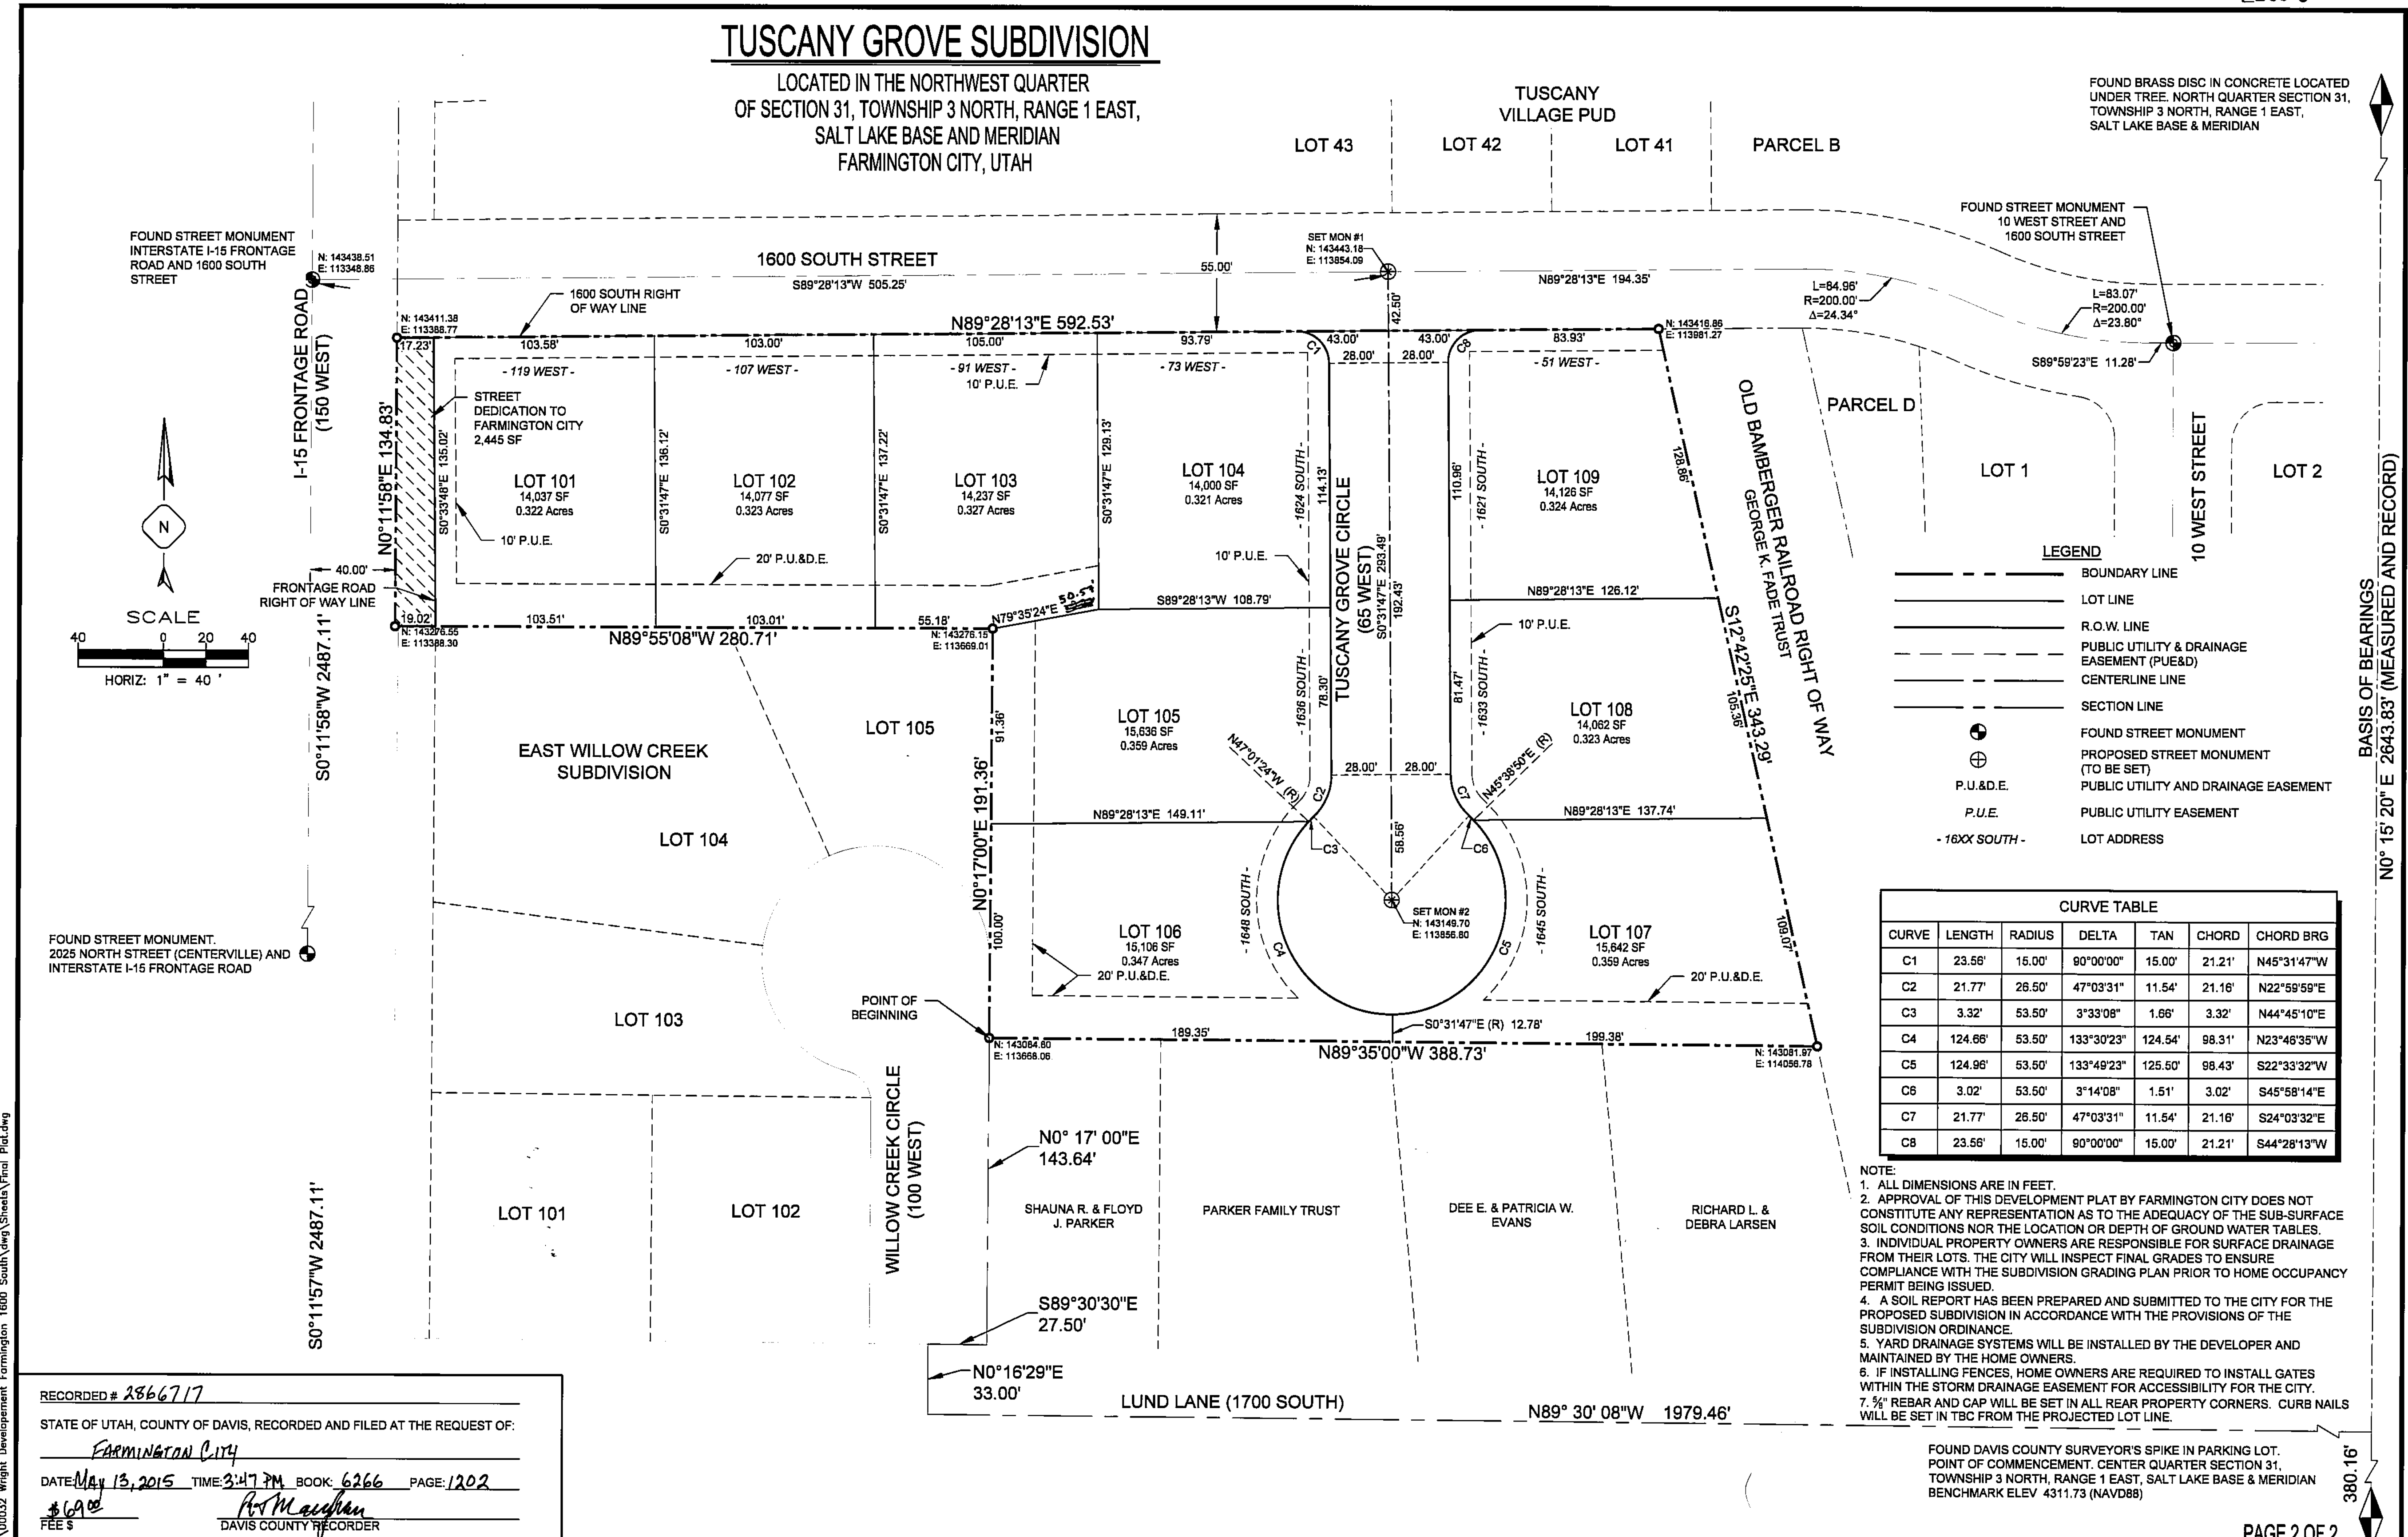 TUSCANY GROVE SUBDIVISION
LOCATED IN THE NORTHWEST QUARTER
OF SECTION 31, TOWNSHIP 3 NORTH, RANGE 1 EAST,
SALT LAKE BASE AND MERIDIAN
FARMINGTON CITY, UTAH
TUSCANY
VILLAGE PUD
LOT 43
LOT 42
LOT 41
PARCEL B
FOUND BRASS DISC IN CONCRETE LOCATED
UNDER TREE. NORTH QUARTER SECTION 31,
TOWNSHIP 3 NORTH, RANGE 1 EAST,
SALT LAKE BASE & MERIDIAN
FOUND STREET MONUMENT
INTERSTATE I-15 FRONTAGE
ROAD AND 1600 SOUTH
STREET
N: 143438.51
E: 113348.86
1600 SOUTH STREET
S89°28'13"W 505.25'
55.00'
SET MON #1
N: 143443.18
E: 113854.09
N89°28'13"E 194.35'
FOUND STREET MONUMENT
10 WEST STREET AND
1600 SOUTH STREET
L=84.96'
R=200.00'
Δ=24.34°
L=83.07'
R=200.00'
Δ=23.80°
S89°59'23"E 11.28'
1600 SOUTH RIGHT
OF WAY LINE
N: 143411.38
E: 113388.77
N89°28'13"E 592.53'
42.50'
N: 143416.86
E: 113981.27
17.23'
103.58'
103.00'
105.00'
93.79'
C1
43.00'
43.00'
C8
83.93'
28.00'
28.00'
- 119 WEST -
- 107 WEST -
- 91 WEST -
- 73 WEST -
- 51 WEST -
10' P.U.E.
I-15 FRONTAGE ROAD
(150 WEST)
N0°11'58"E 134.83'
STREET
DEDICATION TO
FARMINGTON CITY
2,445 SF
S0°33'48"E 135.02'
LOT 101
14,037 SF
0.322 Acres
S0°31'47"E 136.12'
LOT 102
14,077 SF
0.323 Acres
S0°31'47"E 137.22'
LOT 103
14,237 SF
0.327 Acres
S0°31'47"E 129.13'
LOT 104
14,000 SF
0.321 Acres
- 1624 SOUTH -
114.13'
TUSCANY GROVE CIRCLE
(65 WEST)
S0°31'47"E 293.49'
192.43'
110.96'
- 1621 SOUTH -
LOT 109
14,126 SF
0.324 Acres
128.86'
OLD BAMBERGER RAILROAD RIGHT OF WAY
GEORGE K. FADE TRUST
PARCEL D
LOT 1
10 WEST STREET
LOT 2
BASIS OF BEARINGS
N0° 15' 20" E 2643.83' (MEASURED AND RECORD)
N
SCALE
40 0 20 40
HORIZ: 1" = 40 '
10' P.U.E.
20' P.U.&D.E.
10' P.U.E.
40.00'
FRONTAGE ROAD
RIGHT OF WAY LINE
19.02'
103.51'
103.01'
55.18'
N79°35'24"E
50.59'
S89°28'13"W 108.79'
N89°28'13"E 126.12'
N: 143276.55
E: 113388.30
N89°55'08"W 280.71'
N: 143276.15
E: 113669.01
S0°11'58"W 2487.11'
10' P.U.E.
- 1636 SOUTH -
78.30'
81.47'
- 1633 SOUTH -
S12°42'25"E 343.29'
105.36'
LOT 105
EAST WILLOW CREEK
SUBDIVISION
LOT 104
91.36'
N0°17'00"E 191.36'
LOT 105
15,636 SF
0.359 Acres
N47°01'24"W (R)
28.00'
28.00'
N45°38'50"E (R)
LOT 108
14,062 SF
0.323 Acres
C2
C7
N89°28'13"E 149.11'
N89°28'13"E 137.74'
C3
58.56'
C6
SET MON #2
N: 143149.70
E: 113856.80
100.00'
- 1648 SOUTH -
C4
C5
- 1645 SOUTH -
LOT 106
15,106 SF
0.347 Acres
20' P.U.&D.E.
LOT 107
15,642 SF
0.359 Acres
20' P.U.&D.E.
109.07'
LEGEND
BOUNDARY LINE
LOT LINE
R.O.W. LINE
PUBLIC UTILITY & DRAINAGE
EASEMENT (PUE&D)
CENTERLINE LINE
SECTION LINE
FOUND STREET MONUMENT
PROPOSED STREET MONUMENT
(TO BE SET)
P.U.&D.E. PUBLIC UTILITY AND DRAINAGE EASEMENT
P.U.E. PUBLIC UTILITY EASEMENT
- 16XX SOUTH - LOT ADDRESS
CURVE TABLE
CURVE LENGTH RADIUS DELTA TAN CHORD CHORD BRG
C1 23.56' 15.00' 90°00'00" 15.00' 21.21' N45°31'47"W
C2 21.77' 26.50' 47°03'31" 11.54' 21.16' N22°59'59"E
C3 3.32' 53.50' 3°33'08" 1.66' 3.32' N44°45'10"E
C4 124.66' 53.50' 133°30'23" 124.54' 98.31' N23°46'35"W
C5 124.96' 53.50' 133°49'23" 125.50' 98.43' S22°33'32"W
C6 3.02' 53.50' 3°14'08" 1.51' 3.02' S45°58'14"E
C7 21.77' 26.50' 47°03'31" 11.54' 21.16' S24°03'32"E
C8 23.56' 15.00' 90°00'00" 15.00' 21.21' S44°28'13"W
FOUND STREET MONUMENT.
2025 NORTH STREET (CENTERVILLE) AND
INTERSTATE I-15 FRONTAGE ROAD
LOT 103
POINT OF
BEGINNING
N: 143084.80
E: 113668.06
189.35'
S0°31'47"E (R) 12.78'
N89°35'00"W 388.73'
199.38'
N: 143081.97
E: 114056.78
S0°11'57"W 2487.11'
LOT 101
LOT 102
WILLOW CREEK CIRCLE
(100 WEST)
N0° 17' 00"E
143.64'
SHAUNA R. & FLOYD
J. PARKER
PARKER FAMILY TRUST
DEE E. & PATRICIA W.
EVANS
RICHARD L. &
DEBRA LARSEN
S89°30'30"E
27.50'
N0°16'29"E
33.00'
LUND LANE (1700 SOUTH)
N89° 30' 08"W 1979.46'
NOTE:
1. ALL DIMENSIONS ARE IN FEET.
2. APPROVAL OF THIS DEVELOPMENT PLAT BY FARMINGTON CITY DOES NOT
CONSTITUTE ANY REPRESENTATION AS TO THE ADEQUACY OF THE SUB-SURFACE
SOIL CONDITIONS NOR THE LOCATION OR DEPTH OF GROUND WATER TABLES.
3. INDIVIDUAL PROPERTY OWNERS ARE RESPONSIBLE FOR SURFACE DRAINAGE
FROM THEIR LOTS. THE CITY WILL INSPECT FINAL GRADES TO ENSURE
COMPLIANCE WITH THE SUBDIVISION GRADING PLAN PRIOR TO HOME OCCUPANCY
PERMIT BEING ISSUED.
4. A SOIL REPORT HAS BEEN PREPARED AND SUBMITTED TO THE CITY FOR THE
PROPOSED SUBDIVISION IN ACCORDANCE WITH THE PROVISIONS OF THE
SUBDIVISION ORDINANCE.
5. YARD DRAINAGE SYSTEMS WILL BE INSTALLED BY THE DEVELOPER AND
MAINTAINED BY THE HOME OWNERS.
6. IF INSTALLING FENCES, HOME OWNERS ARE REQUIRED TO INSTALL GATES
WITHIN THE STORM DRAINAGE EASEMENT FOR ACCESSIBILITY FOR THE CITY.
7. ⅝" REBAR AND CAP WILL BE SET IN ALL REAR PROPERTY CORNERS. CURB NAILS
WILL BE SET IN TBC FROM THE PROJECTED LOT LINE.
FOUND DAVIS COUNTY SURVEYOR'S SPIKE IN PARKING LOT.
POINT OF COMMENCEMENT. CENTER QUARTER SECTION 31,
TOWNSHIP 3 NORTH, RANGE 1 EAST, SALT LAKE BASE & MERIDIAN
BENCHMARK ELEV 4311.73 (NAVD88)
380.16'
PAGE 2 OF 2
RECORDED # 2866717
STATE OF UTAH, COUNTY OF DAVIS, RECORDED AND FILED AT THE REQUEST OF:
FARMINGTON CITY
DATE: MAY 13, 2015 TIME: 3:47 PM BOOK: 6266 PAGE: 1202
$69.00
FEE $
DAVIS COUNTY RECORDER
\00032 Wright Developement Farmington 1600 South\dwg\Sheets\Final Plat.dwg